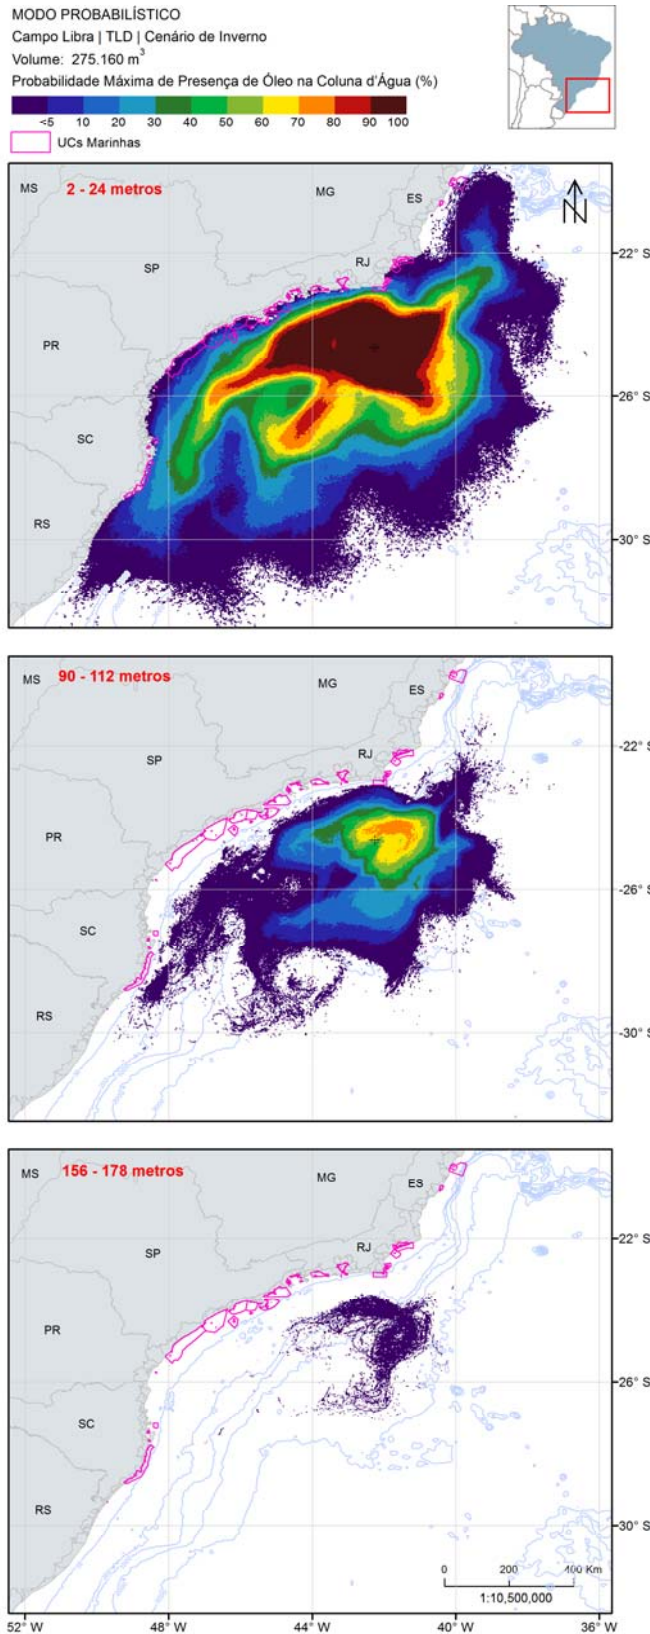 MODO PROBABILÍSTICO
Campo Libra | TLD | Cenário de Inverno
Volume: 275.160 m³
Probabilidade Máxima de Presença de Óleo na Coluna d'Água (%)
<5 10 20 30 40 50 60 70 80 90 100
UCs Marinhas
MS 2 - 24 metros MG ES
N
22° S
SP RJ
PR
26° S
SC
RS
30° S
MS 90 - 112 metros MG ES
-22° S
SP RJ
PR
-26° S
SC
RS
-30° S
MS 156 - 178 metros MG ES
-22° S
SP RJ
PR
-26° S
SC
RS
-30° S
0 200 400 Km
1:10,500,000
52° W 48° W 44° W 40° W 36° W